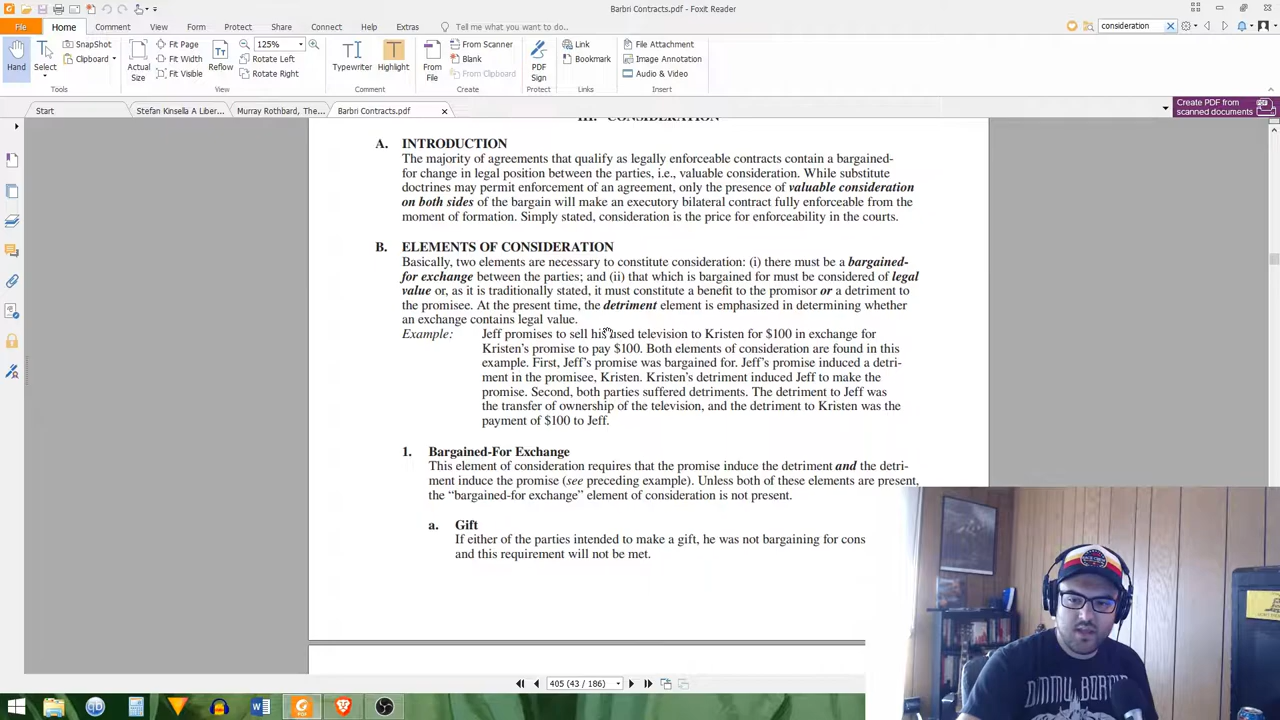 Barbri Contracts.pdf - Foxit Reader
File Home Comment View Form Protect Share Connect Help Extras Tell me what you want to do...
consideration
Hand
Select
SnapShot
Clipboard
Actual
Size
Fit Page
Fit Width
Fit Visible
Reflow
125%
Rotate Left
Rotate Right
Typewriter
Highlight
From
File
From Scanner
Blank
From Clipboard
PDF
Sign
Link
Bookmark
File Attachment
Image Annotation
Audio & Video
Tools View Comment Create Protect Links Insert
Start Stefan Kinsella A Liber... Murray Rothbard, The... Barbri Contracts.pdf
Create PDF from
scanned documents
III. CONSIDERATION
A. INTRODUCTION
The majority of agreements that qualify as legally enforceable contracts contain a bargained-
for change in legal position between the parties, i.e., valuable consideration. While substitute
doctrines may permit enforcement of an agreement, only the presence of valuable consideration
on both sides of the bargain will make an executory bilateral contract fully enforceable from the
moment of formation. Simply stated, consideration is the price for enforceability in the courts.
B. ELEMENTS OF CONSIDERATION
Basically, two elements are necessary to constitute consideration: (i) there must be a bargained-
for exchange between the parties; and (ii) that which is bargained for must be considered of legal
value or, as it is traditionally stated, it must constitute a benefit to the promisor or a detriment to
the promisee. At the present time, the detriment element is emphasized in determining whether
an exchange contains legal value.
Example: Jeff promises to sell his used television to Kristen for $100 in exchange for
Kristen's promise to pay $100. Both elements of consideration are found in this
example. First, Jeff's promise was bargained for. Jeff's promise induced a detri-
ment in the promisee, Kristen. Kristen's detriment induced Jeff to make the
promise. Second, both parties suffered detriments. The detriment to Jeff was
the transfer of ownership of the television, and the detriment to Kristen was the
payment of $100 to Jeff.
1. Bargained-For Exchange
This element of consideration requires that the promise induce the detriment and the detri-
ment induce the promise (see preceding example). Unless both of these elements are present,
the "bargained-for exchange" element of consideration is not present.
a. Gift
If either of the parties intended to make a gift, he was not bargaining for cons
and this requirement will not be met.
405 (43 / 186)